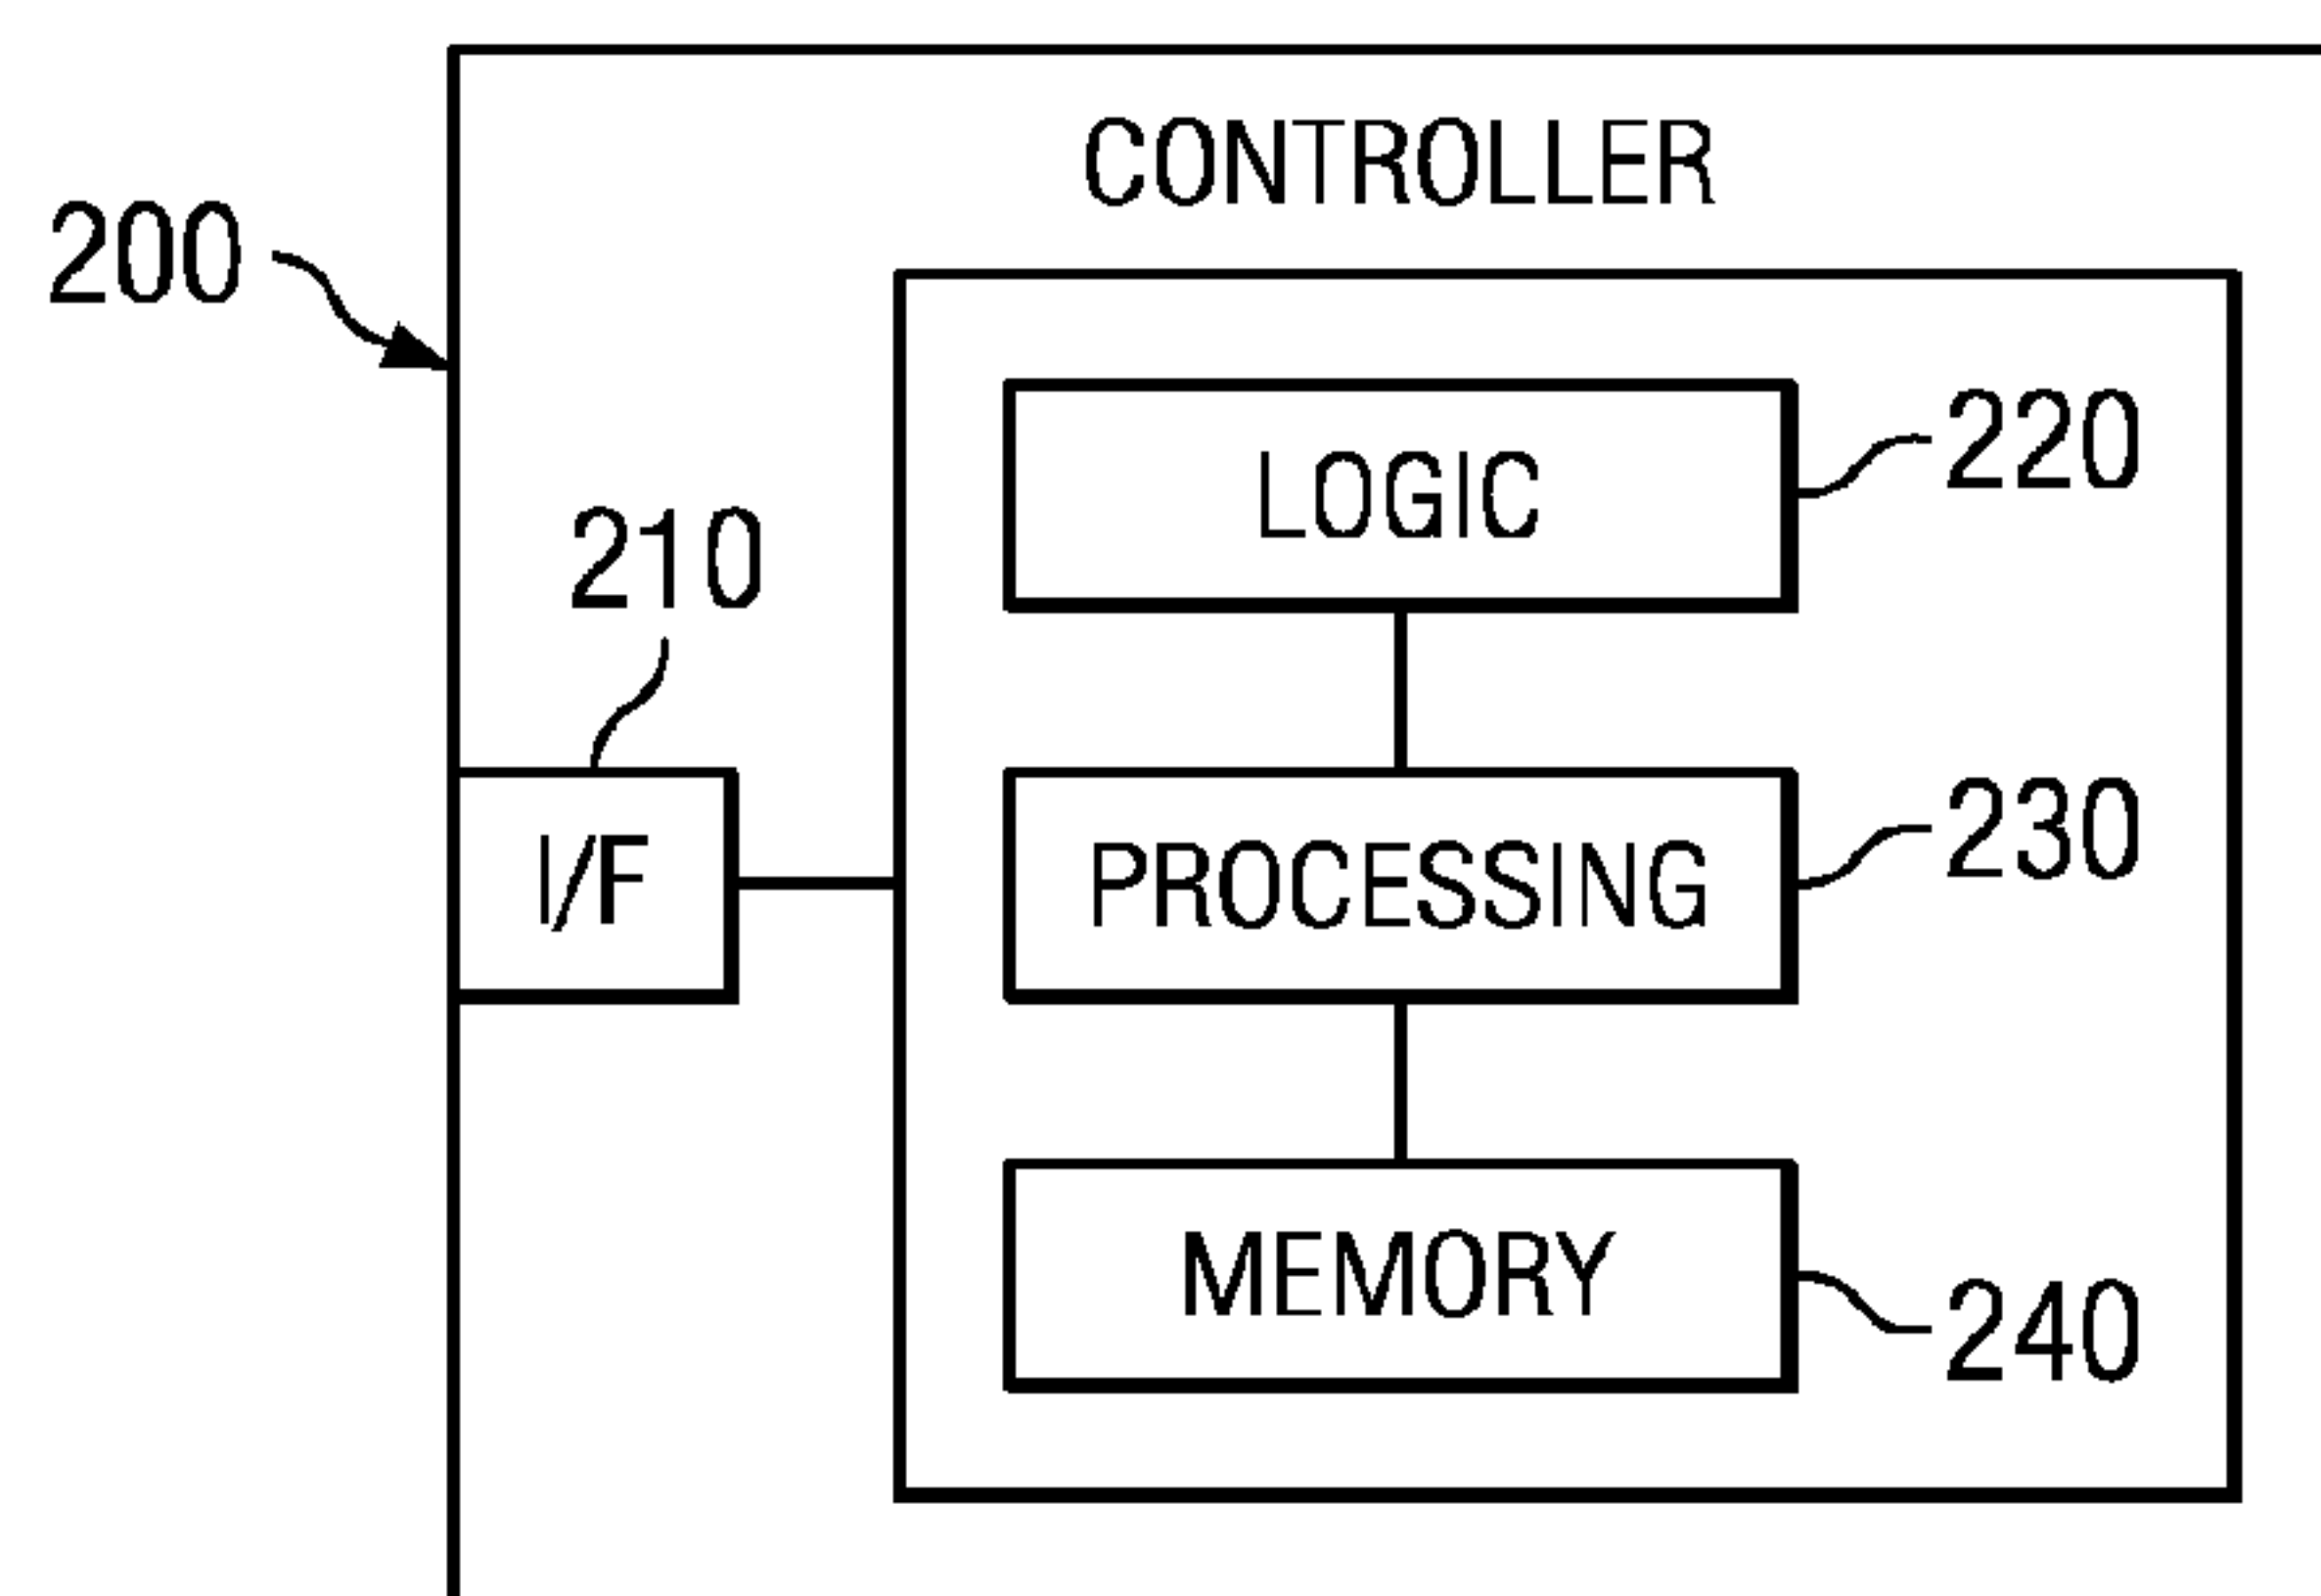 CONTROLLER
200
LOGIC
220
210
I/F
PROCESSING
230
MEMORY
240